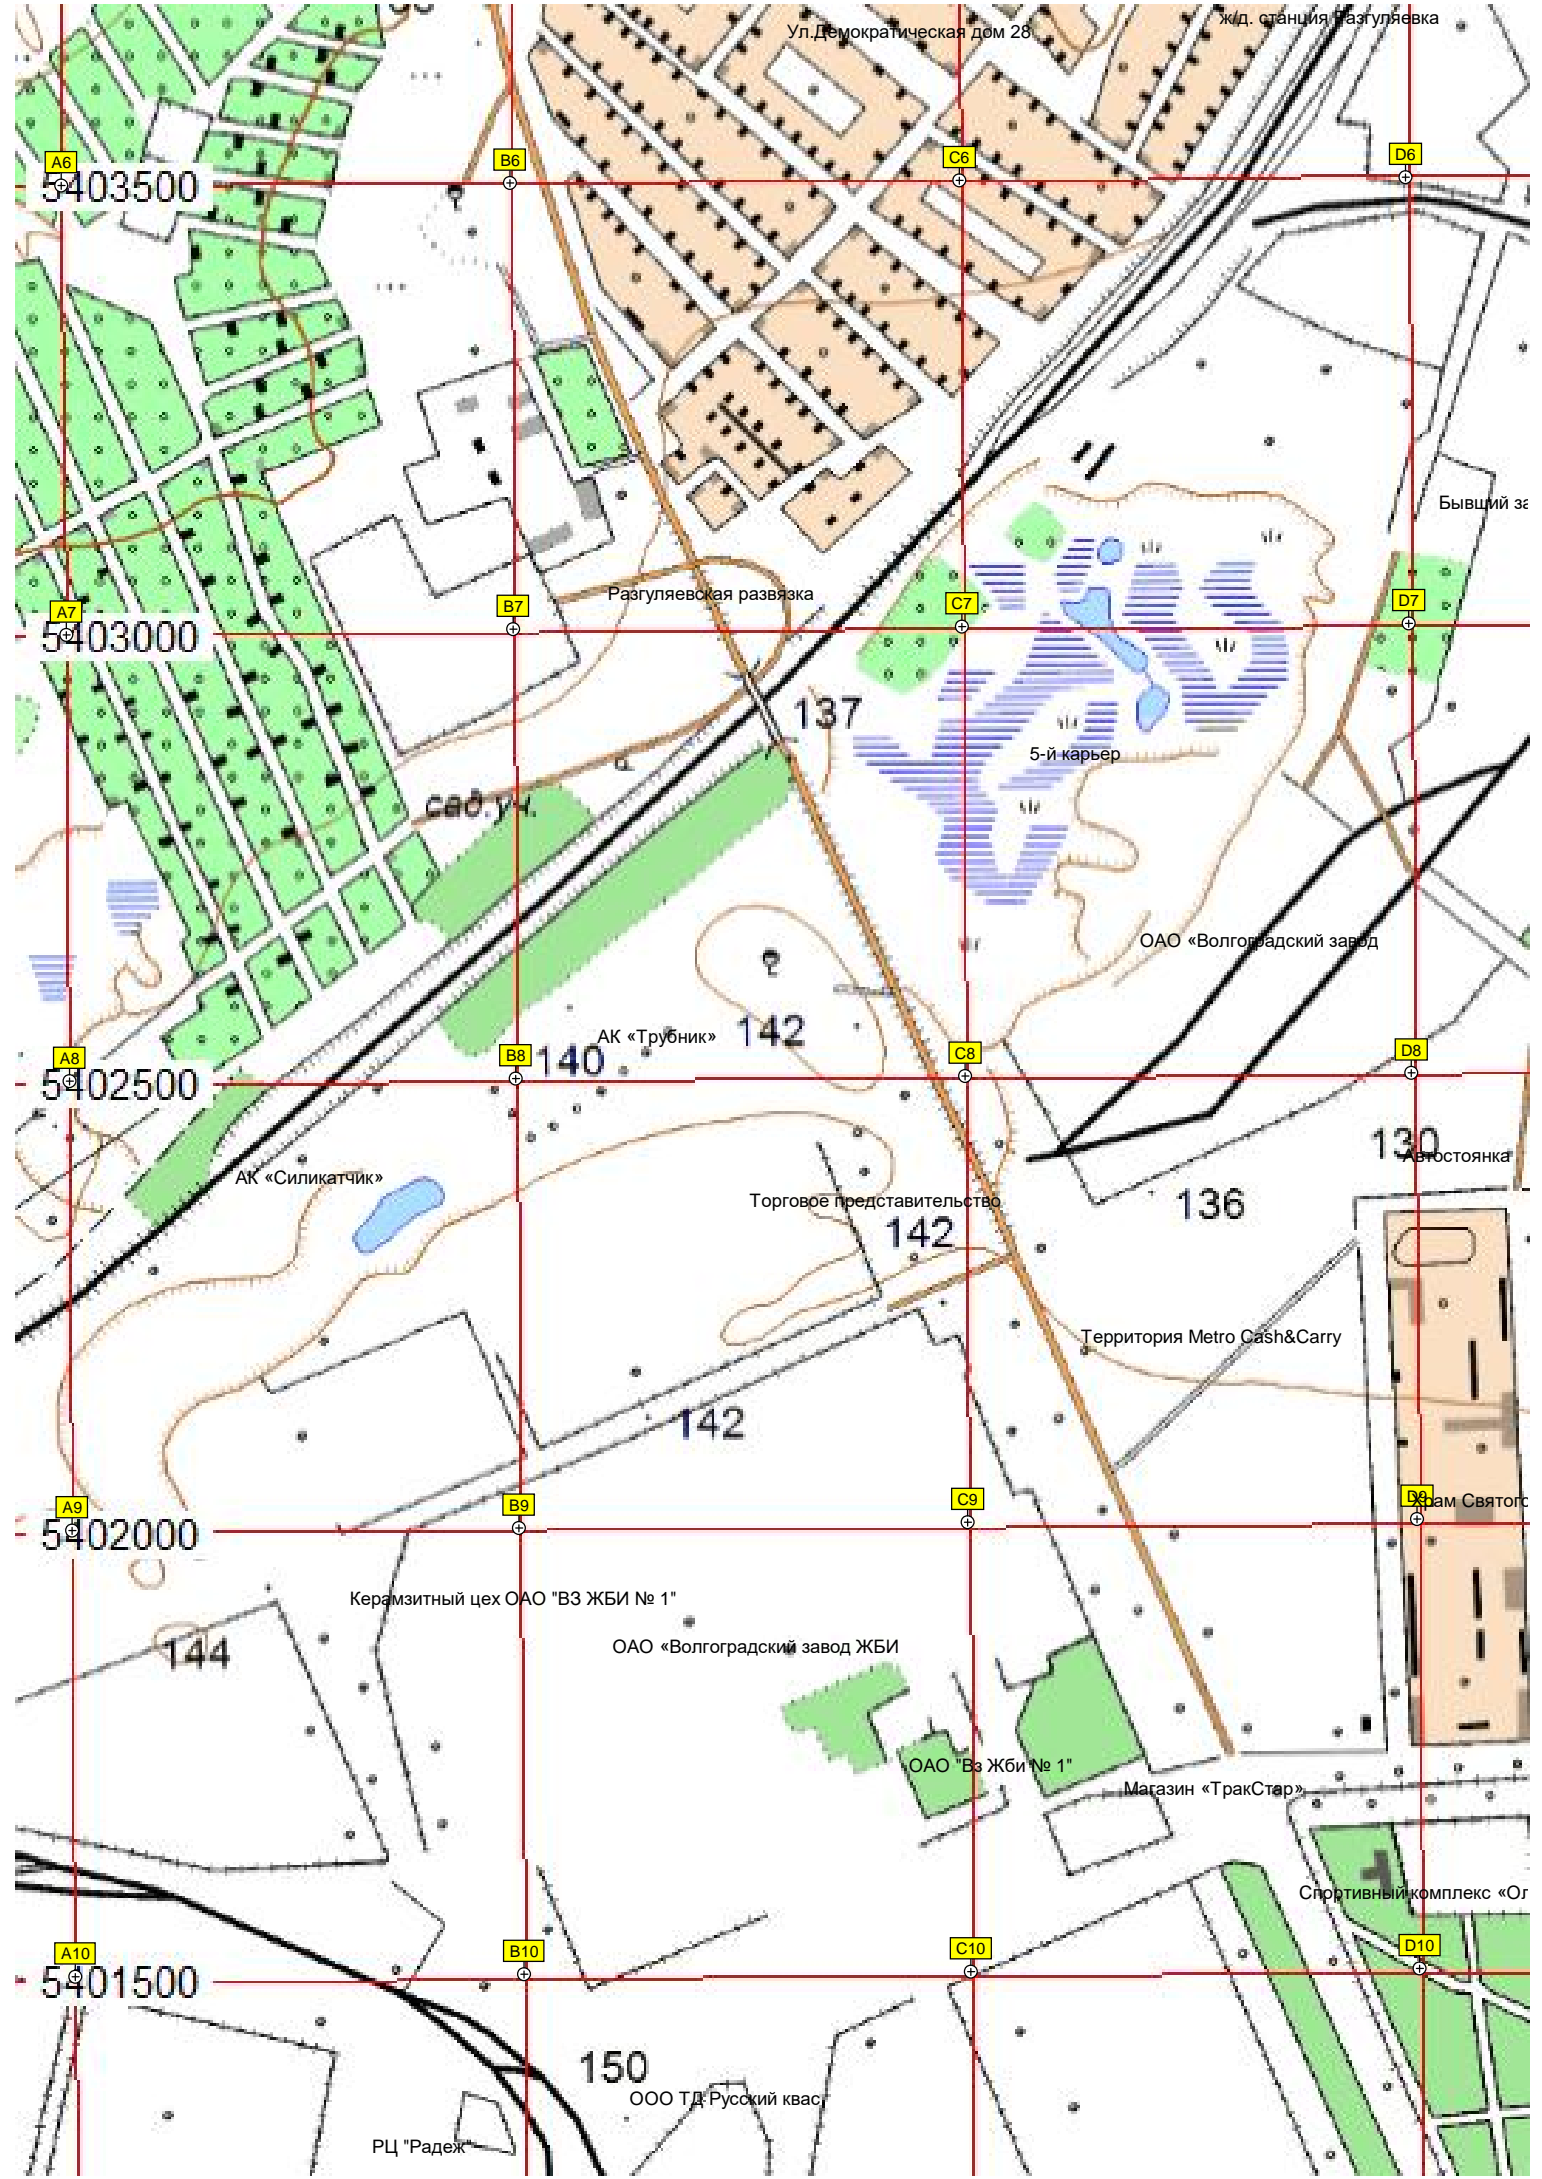 Ул.Демократическая дом 28
ж/д. станция Разгуляевка
A6
B6
C6
D6
5403500
Бывший за
Разгуляевская развязка
A7
B7
C7
D7
5403000
137
5-й карьер
сад.уч.
ОАО «Волгоградский завод
АК «Трубник»
142
A8
B8
140
C8
D8
5402500
130
Автостоянка
АК «Силикатчик»
Торговое представительство
136
142
Территория Metro Cash&Carry
142
A9
B9
C9
D9
Храм Святого
5402000
Керамзитный цех ОАО "ВЗ ЖБИ № 1"
ОАО «Волгоградский завод ЖБИ
144
ОАО "Вз Жби № 1"
Магазин «ТракСтар»
Спортивный комплекс «Ол
A10
B10
C10
D10
5401500
150
ООО ТД Русский квас
РЦ "Радеж"